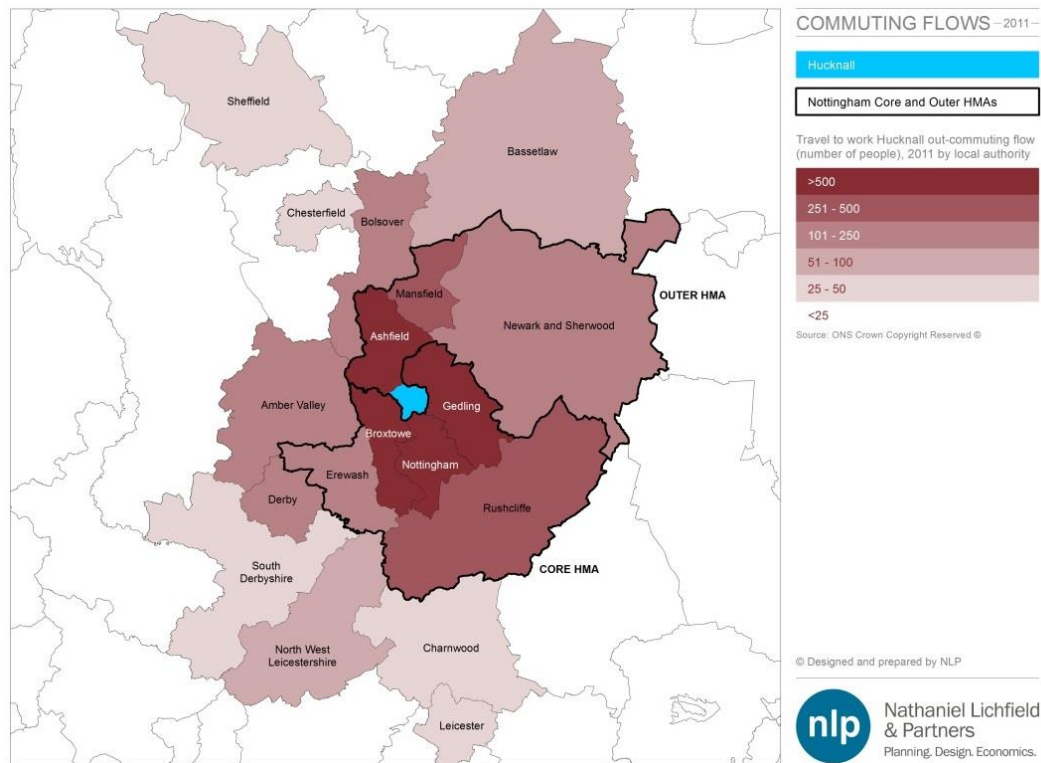 COMMUTING FLOWS – 2011 –
Hucknall
Nottingham Core and Outer HMAs
Travel to work Hucknall out-commuting flow
(number of people), 2011 by local authority
>500
251 - 500
101 - 250
51 - 100
25 - 50
<25
Source: ONS Crown Copyright Reserved ©
Sheffield
Bassetlaw
Chesterfield
Bolsover
Mansfield
OUTER HMA
Newark and Sherwood
Ashfield
Amber Valley
Gedling
Broxtowe
Nottingham
Erewash
Derby
Rushcliffe
South
Derbyshire
CORE HMA
North West
Leicestershire
Charnwood
Leicester
© Designed and prepared by NLP
nlp
Nathaniel Lichfield
& Partners
Planning. Design. Economics.